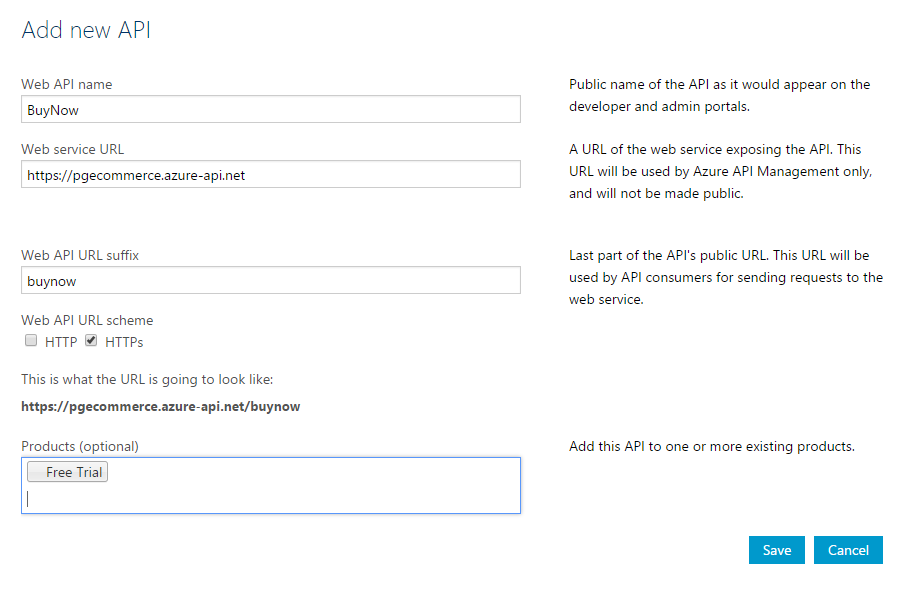 Add new API
Web API name
BuyNow
Public name of the API as it would appear on the
developer and admin portals.
Web service URL
https://pgecommerce.azure-api.net
A URL of the web service exposing the API. This
URL will be used by Azure API Management only,
and will not be made public.
Web API URL suffix
buynow
Last part of the API's public URL. This URL will be
used by API consumers for sending requests to the
web service.
Web API URL scheme
HTTP HTTPs
This is what the URL is going to look like:
https://pgecommerce.azure-api.net/buynow
Products (optional)
Free Trial
Add this API to one or more existing products.
Save Cancel